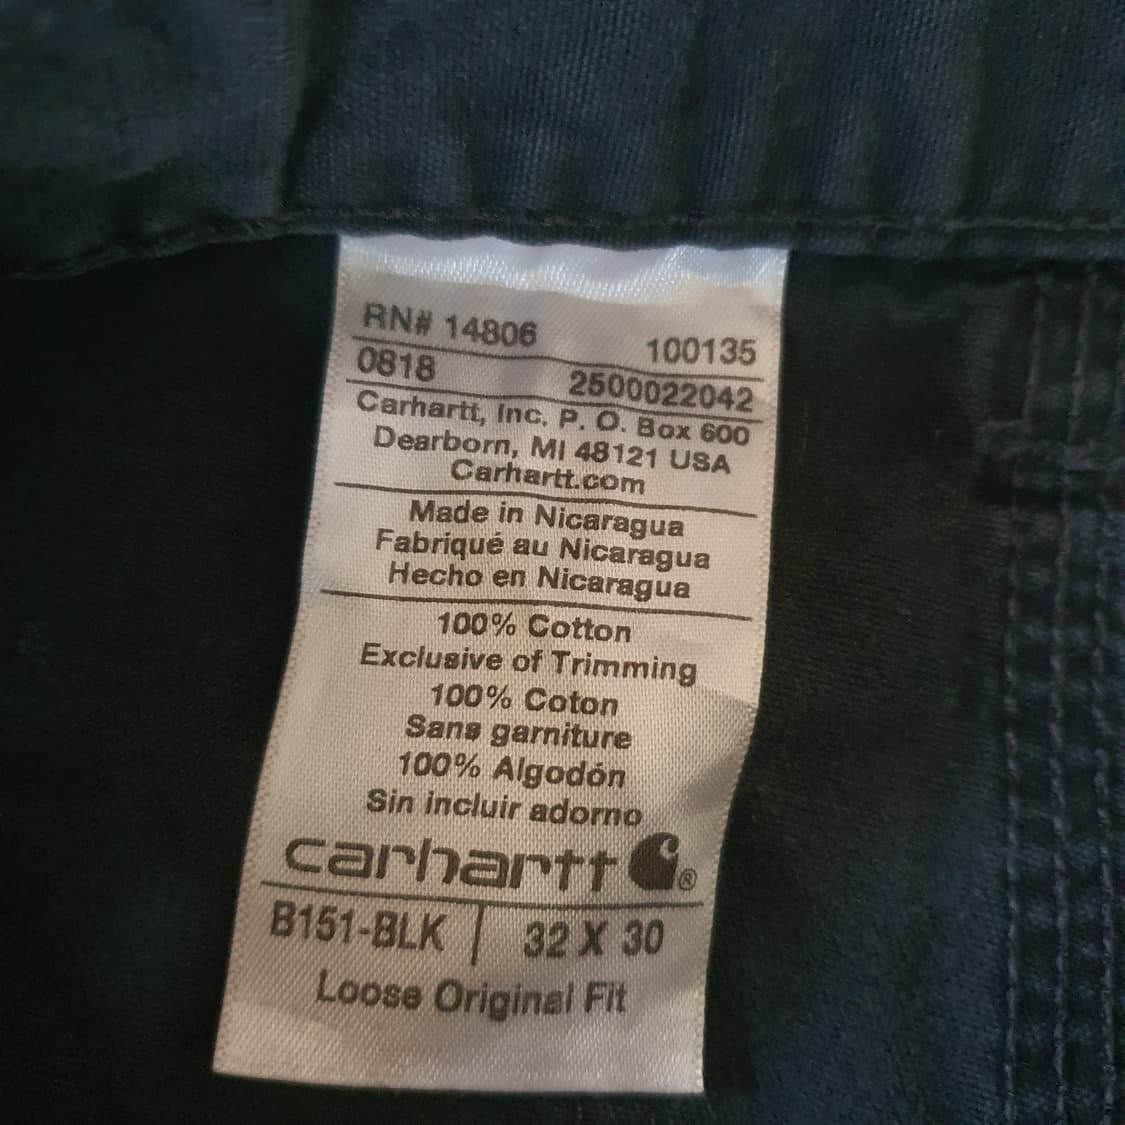 RN# 14806 100135
0818 2500022042
Carhartt, Inc. P. O. Box 600
Dearborn, MI 48121 USA
Carhartt.com
Made in Nicaragua
Fabriqué au Nicaragua
Hecho en Nicaragua
100% Cotton
Exclusive of Trimming
100% Coton
Sans garniture
100% Algodón
Sin incluir adorno
carhartt ®
B151-BLK | 32 X 30
Loose Original Fit